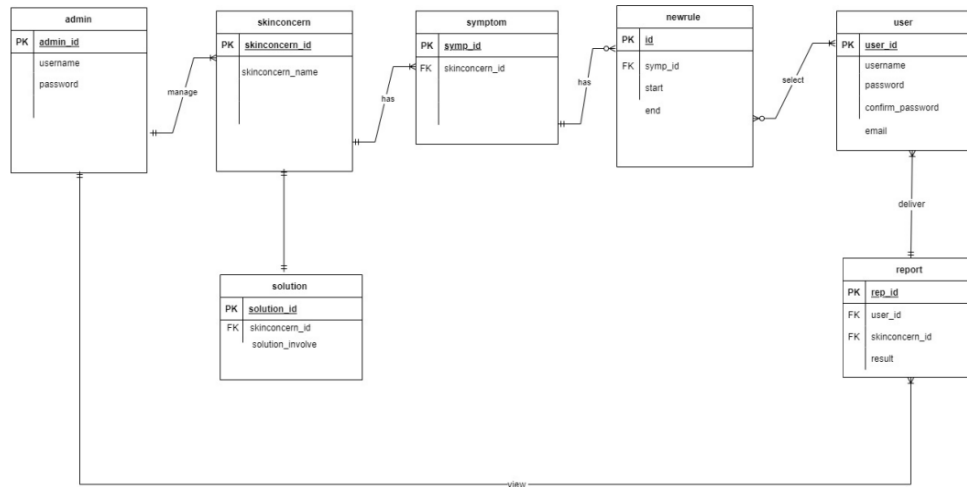 admin
PK admin_id
username
password
manage
skinconcern
PK skinconcern_id
skinconcern_name
has
symptom
PK symp_id
FK skinconcern_id
has
newrule
PK id
FK symp_id
start
end
select
user
PK user_id
username
password
confirm_password
email
deliver
solution
PK solution_id
FK skinconcern_id
solution_involve
report
PK rep_id
FK user_id
FK skinconcern_id
result
view